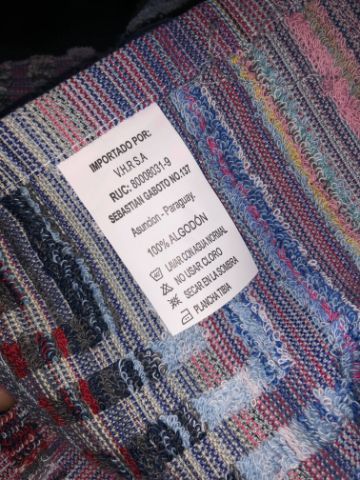 IMPORTADO POR:
V.H.R S.A
RUC: 80008031-9
SEBASTIAN GABOTO NO.137
Asuncion - Paraguay.
100% ALGODÓN
LAVAR CON AGUA NORMAL
NO USAR CLORO
SECAR EN LA SOMBRA
PLANCHA TIBIA